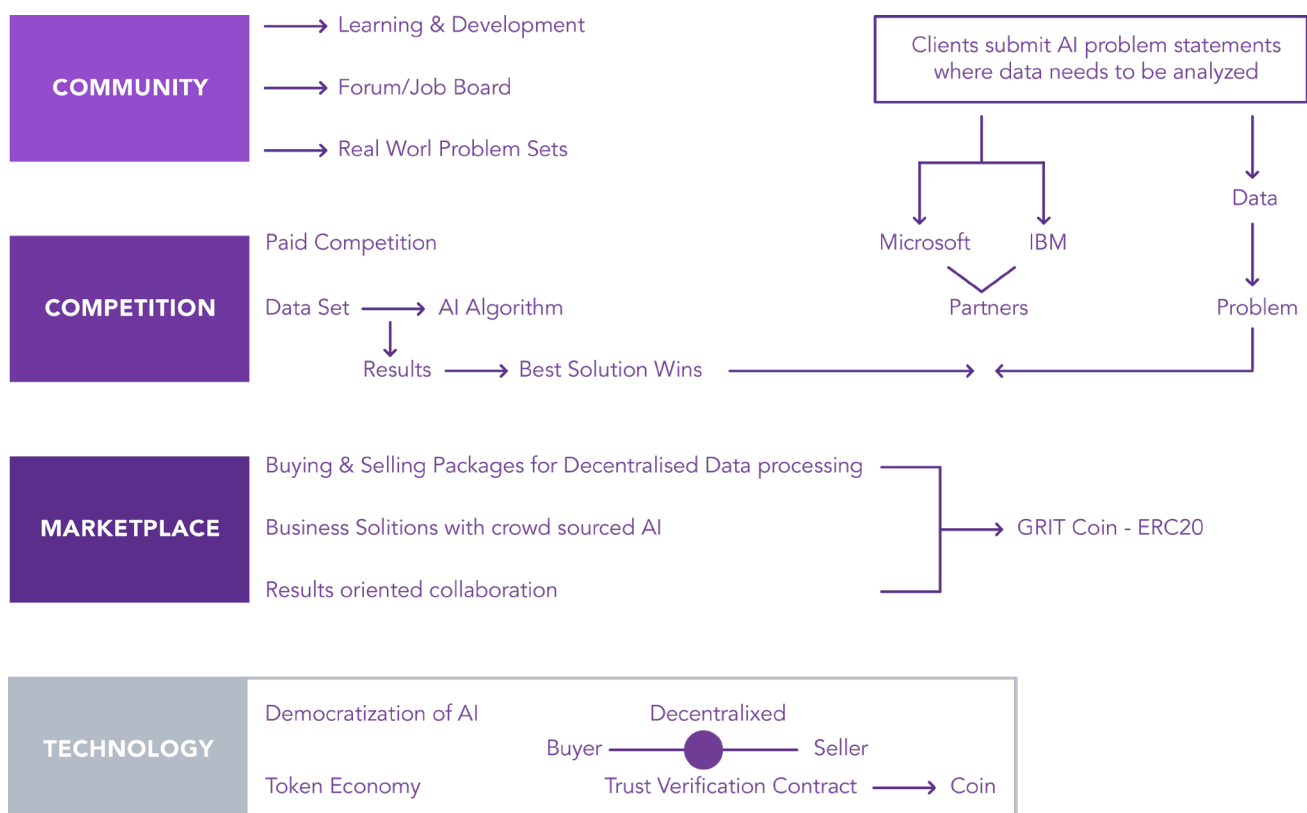 COMMUNITY
Learning & Development
Forum/Job Board
Real Worl Problem Sets
Clients submit AI problem statements
where data needs to be analyzed
Data
Microsoft
IBM
Partners
Problem
COMPETITION
Paid Competition
Data Set
AI Algorithm
Results
Best Solution Wins
MARKETPLACE
Buying & Selling Packages for Decentralised Data processing
Business Solitions with crowd sourced AI
Results oriented collaboration
GRIT Coin - ERC20
TECHNOLOGY
Democratization of AI
Decentralixed
Buyer
Seller
Token Economy
Trust Verification Contract
Coin